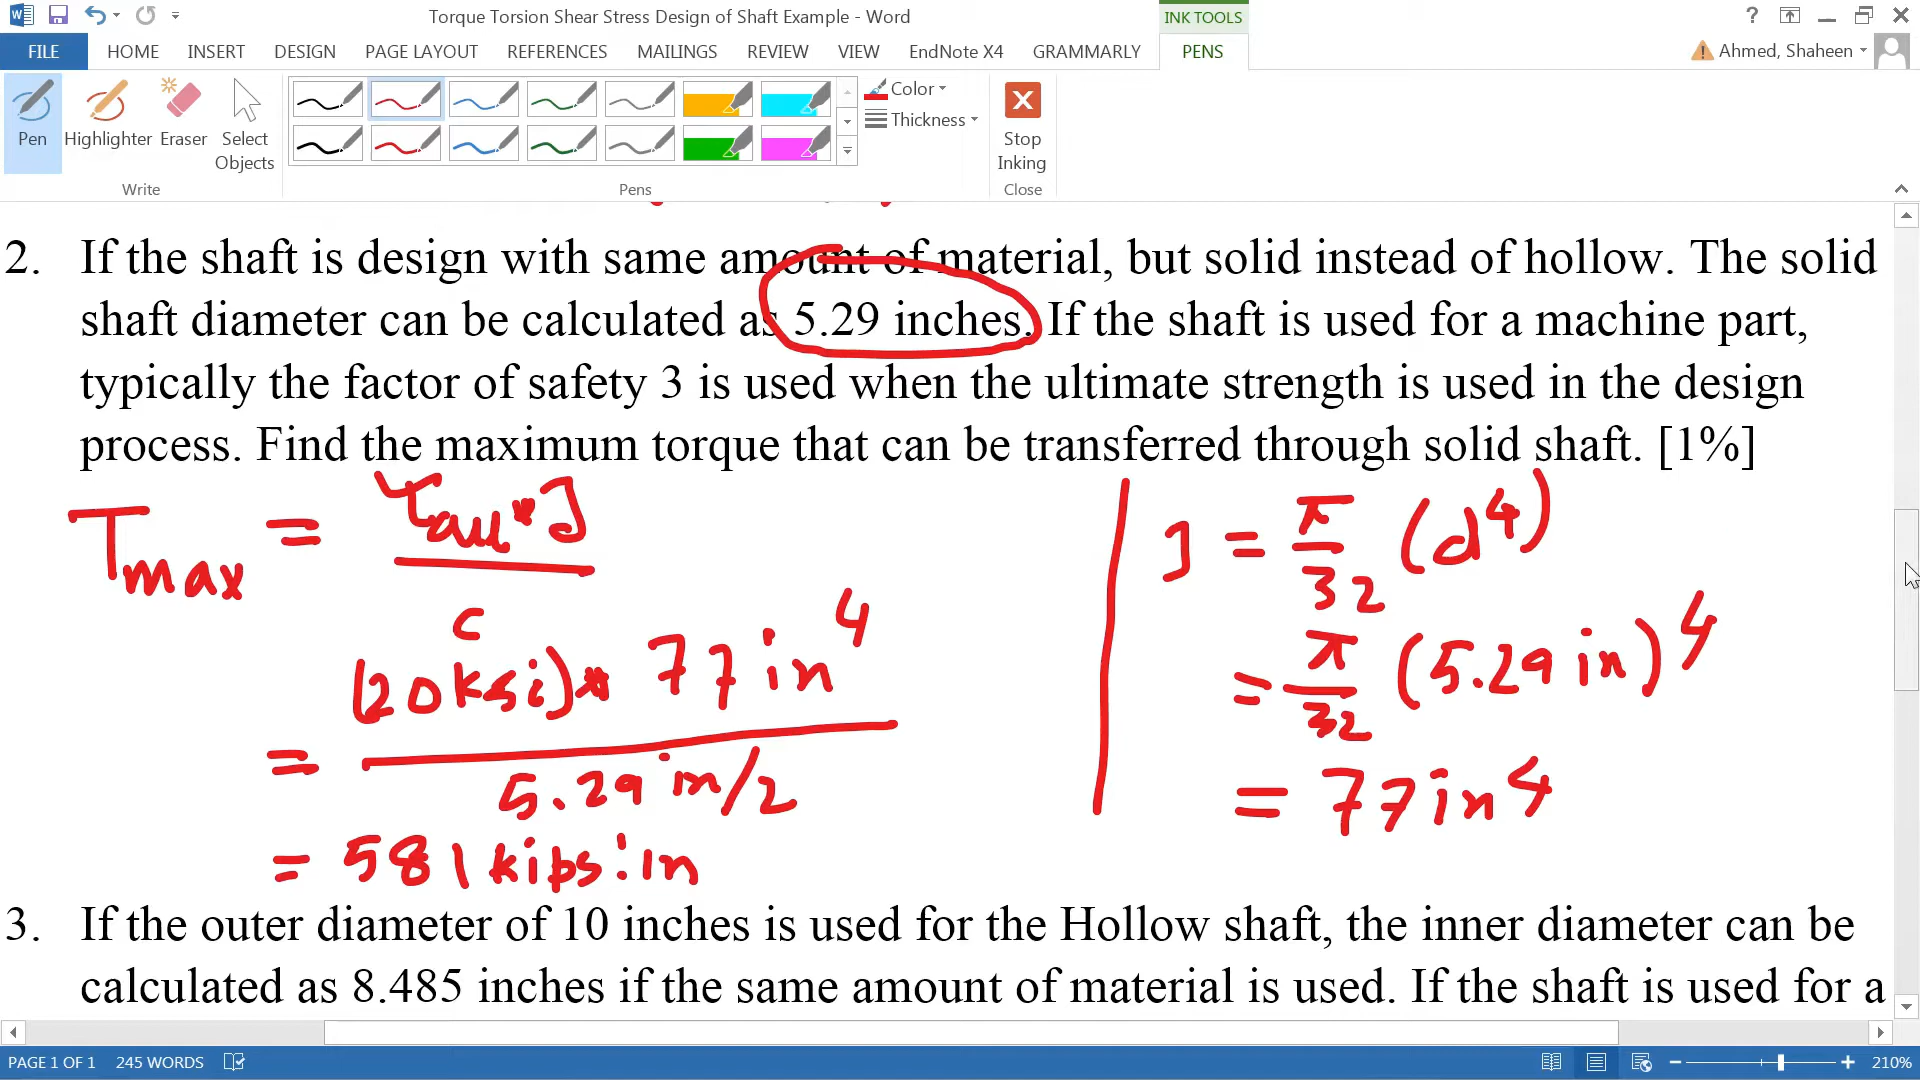 Torque Torsion Shear Stress Design of Shaft Example - Word
INK TOOLS
FILE HOME INSERT DESIGN PAGE LAYOUT REFERENCES MAILINGS REVIEW VIEW EndNote X4 GRAMMARLY PENS
Ahmed, Shaheen
Pen Highlighter Eraser Select Objects
Color
Thickness
Stop Inking
Write Pens Close
2. If the shaft is design with same amount of material, but solid instead of hollow. The solid
shaft diameter can be calculated as 5.29 inches. If the shaft is used for a machine part,
typically the factor of safety 3 is used when the ultimate strength is used in the design
process. Find the maximum torque that can be transferred through solid shaft. [1%]
Tmax = τall*J / c
= (20ksi)* 77in^4 / 5.29in/2
= 581kips.in
J = π/32 (d^4)
= π/32 (5.29in)^4
= 77in^4
3. If the outer diameter of 10 inches is used for the Hollow shaft, the inner diameter can be
calculated as 8.485 inches if the same amount of material is used. If the shaft is used for a
PAGE 1 OF 1 245 WORDS
210%